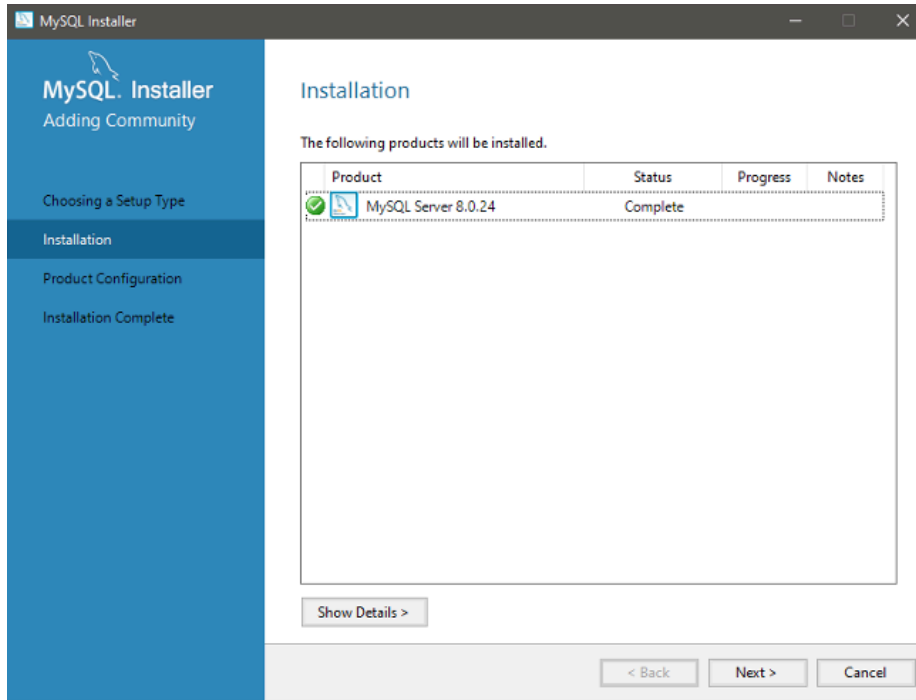 MySQL Installer
MySQL. Installer
Adding Community
Choosing a Setup Type
Installation
Product Configuration
Installation Complete
Installation
The following products will be installed.
Product Status Progress Notes
MySQL Server 8.0.24 Complete
Show Details >
< Back Next > Cancel